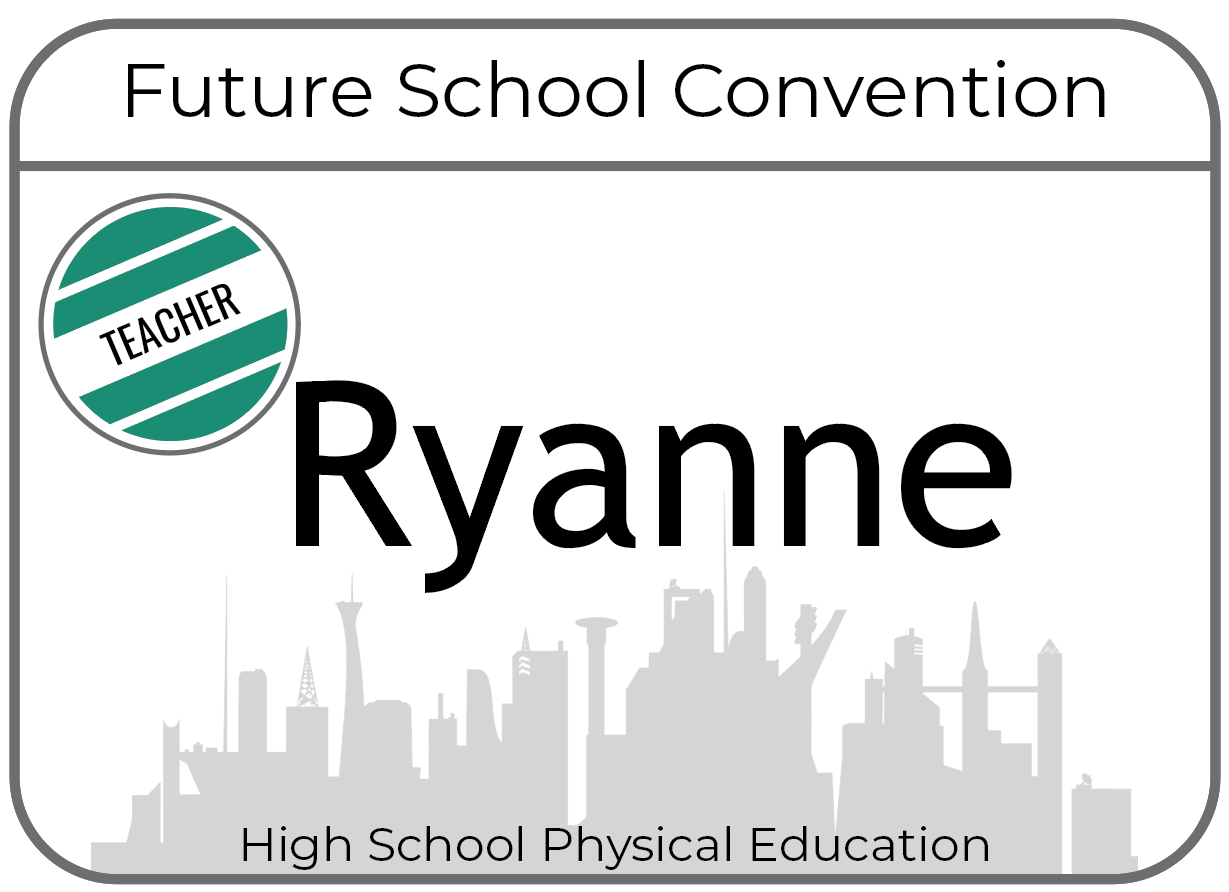 Future School Convention
TEACHER
Ryanne
High School Physical Education